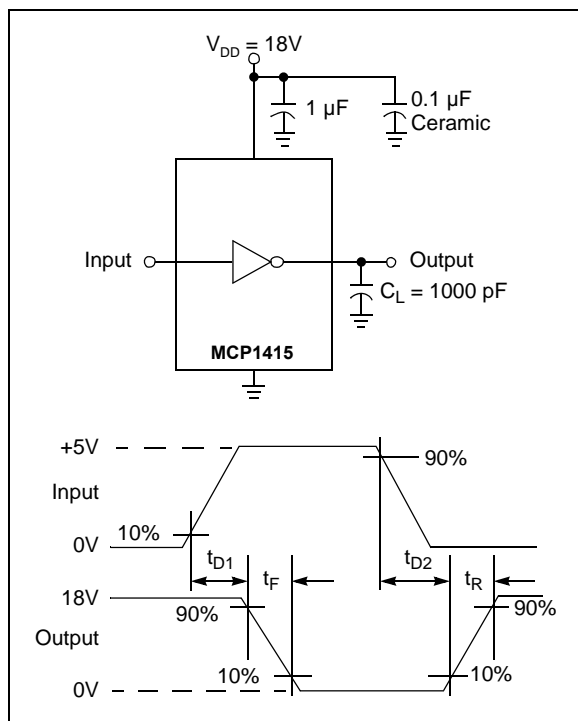 V_DD = 18V
1 µF
0.1 µF
Ceramic
Input
Output
C_L = 1000 pF
MCP1415
+5V
90%
Input
10%
0V
t_D1
t_F
t_D2
t_R
18V
90%
90%
Output
10%
10%
0V